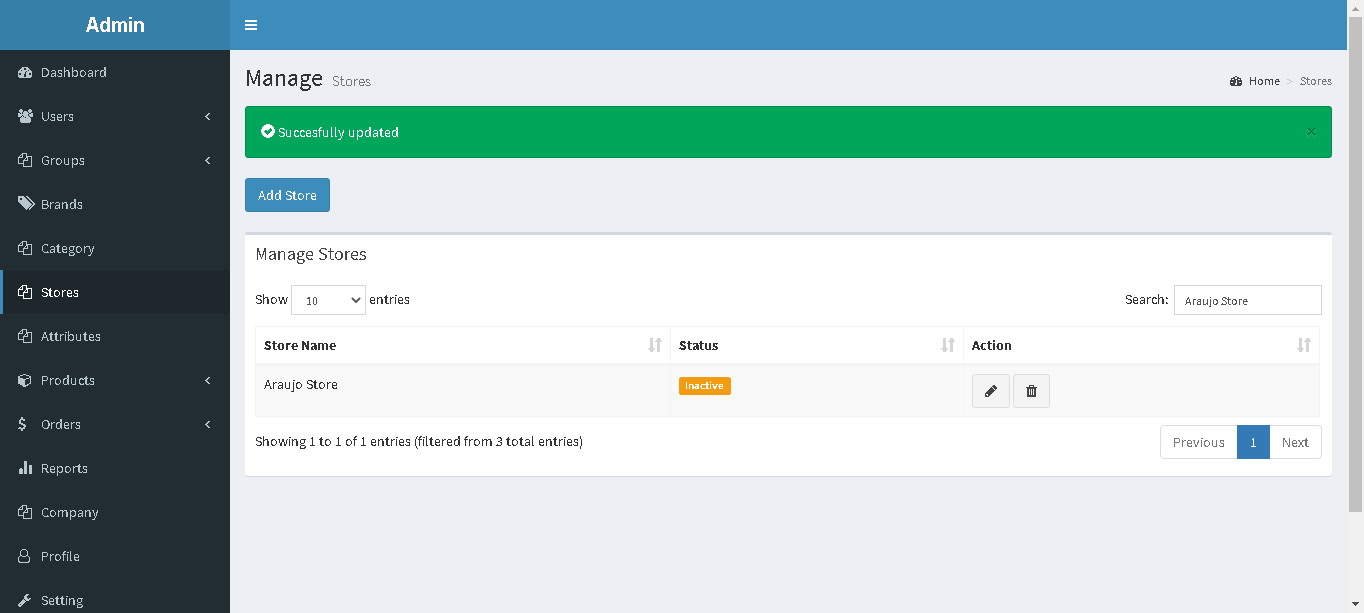 Admin
Dashboard
Users
Groups
Brands
Category
Stores
Attributes
Products
Orders
Reports
Company
Profile
Setting
Manage Stores
Home > Stores
Succesfully updated ×
Add Store
Manage Stores
Show 10 entries Search: Araujo Store
Store Name Status Action
Araujo Store Inactive
Showing 1 to 1 of 1 entries (filtered from 3 total entries) Previous 1 Next